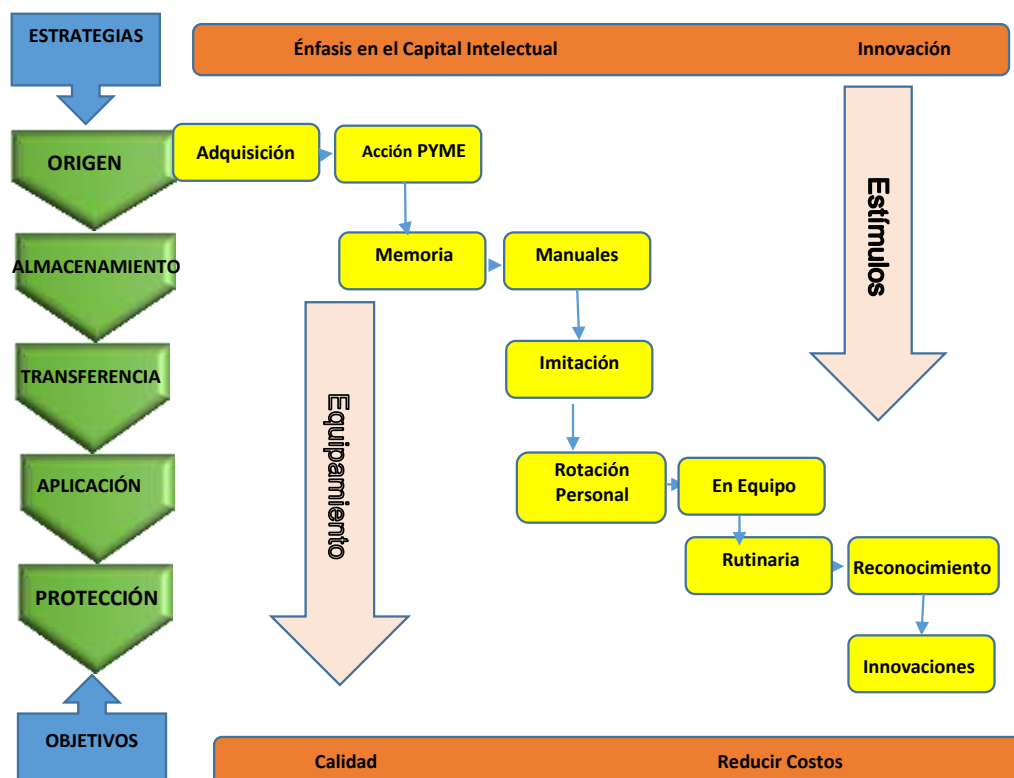 ESTRATEGIAS
Énfasis en el Capital Intelectual
Innovación
ORIGEN
Adquisición
Acción PYME
ALMACENAMIENTO
Memoria
Manuales
Estímulos
TRANSFERENCIA
Imitación
Equipamiento
APLICACIÓN
Rotación
Personal
En Equipo
PROTECCIÓN
Rutinaria
Reconocimiento
Innovaciones
OBJETIVOS
Calidad
Reducir Costos